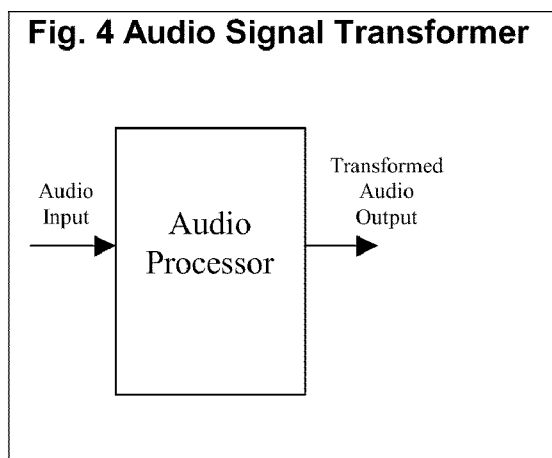 Fig. 4 Audio Signal Transformer
Audio
Input
Audio
Processor
Transformed
Audio
Output